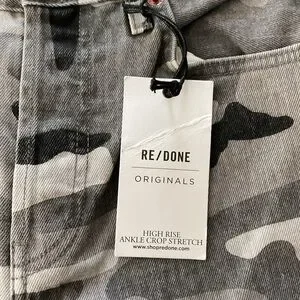 RE/DONE
ORIGINALS
HIGH RISE
ANKLE CROP STRETCH
www.shopredone.com